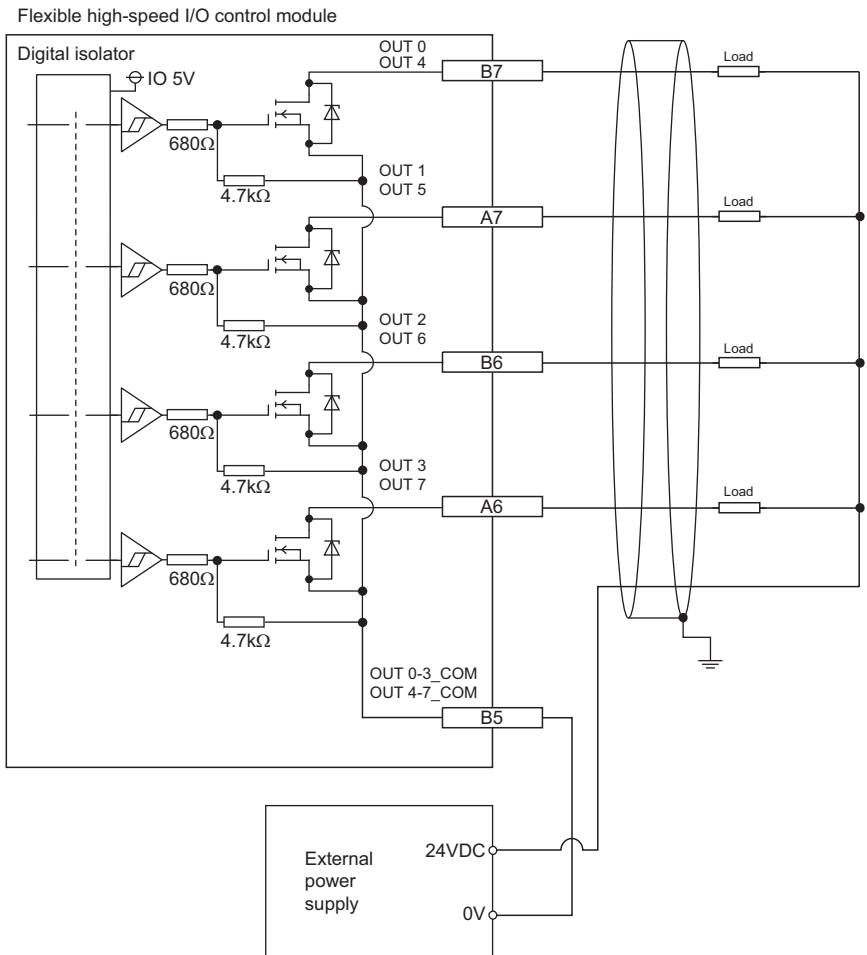 Flexible high-speed I/O control module
Digital isolator
IO 5V
OUT 0
OUT 4
B7
Load
680Ω
4.7kΩ
OUT 1
OUT 5
A7
Load
680Ω
4.7kΩ
OUT 2
OUT 6
B6
Load
680Ω
4.7kΩ
OUT 3
OUT 7
A6
Load
680Ω
4.7kΩ
OUT 0-3_COM
OUT 4-7_COM
B5
External
power
supply
24VDC
0V